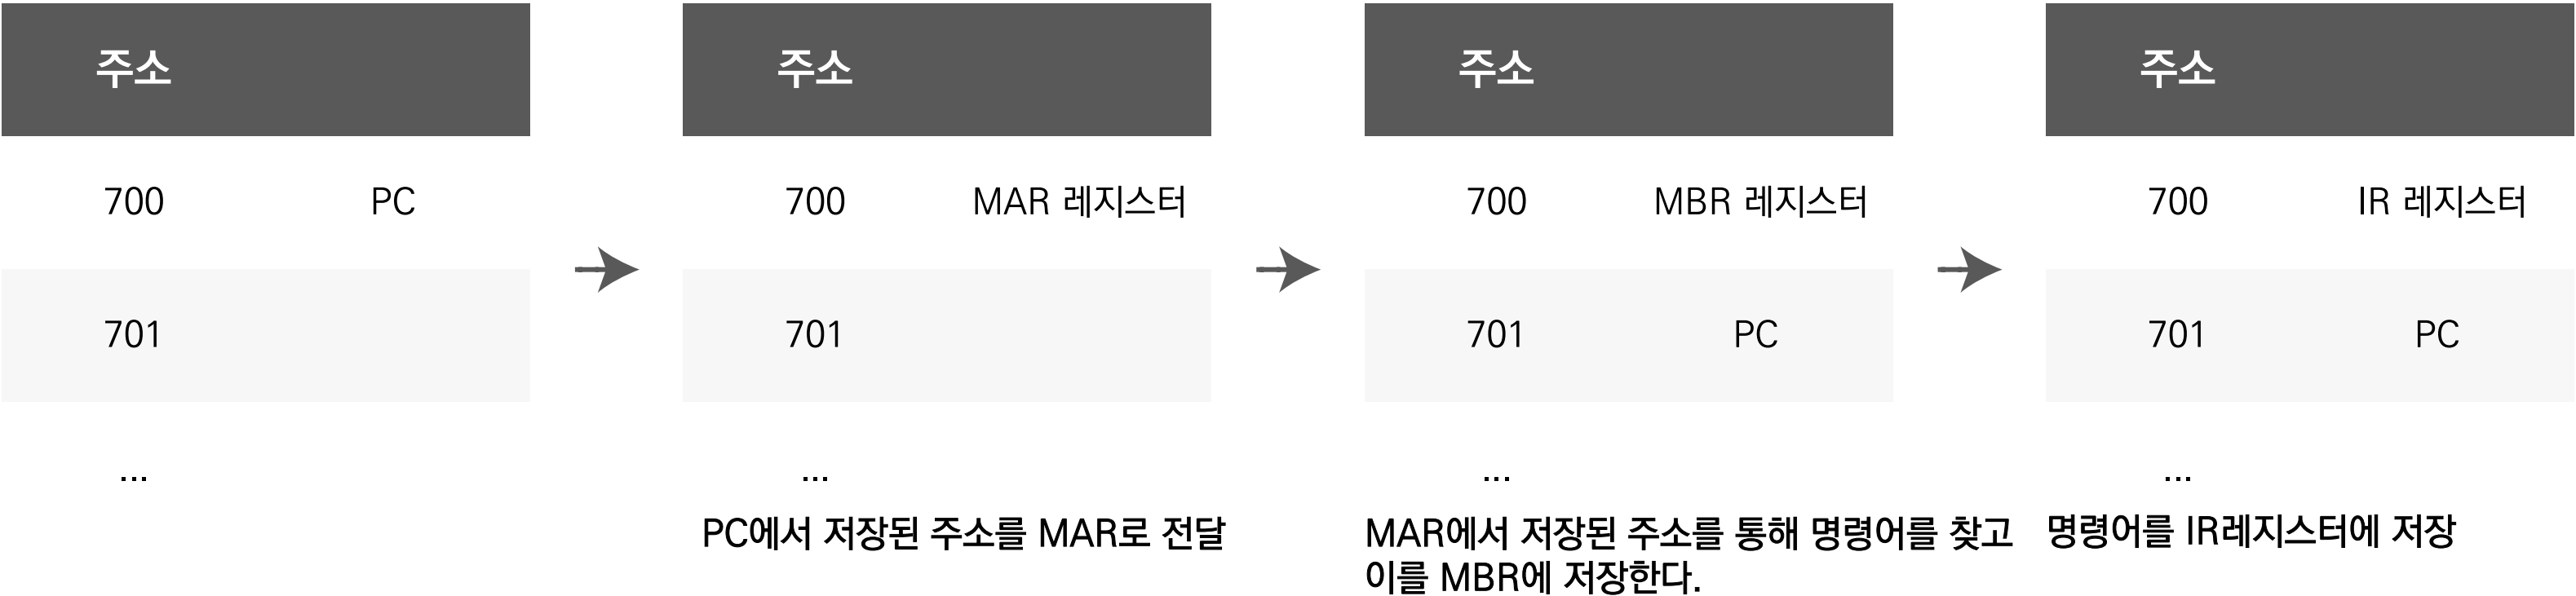 주소
700 PC
701
...
주소
700 MAR 레지스터
701
...
PC에서 저장된 주소를 MAR로 전달
주소
700 MBR 레지스터
701 PC
...
MAR에서 저장된 주소를 통해 명령어를 찾고
이를 MBR에 저장한다.
주소
700 IR 레지스터
701 PC
...
명령어를 IR레지스터에 저장